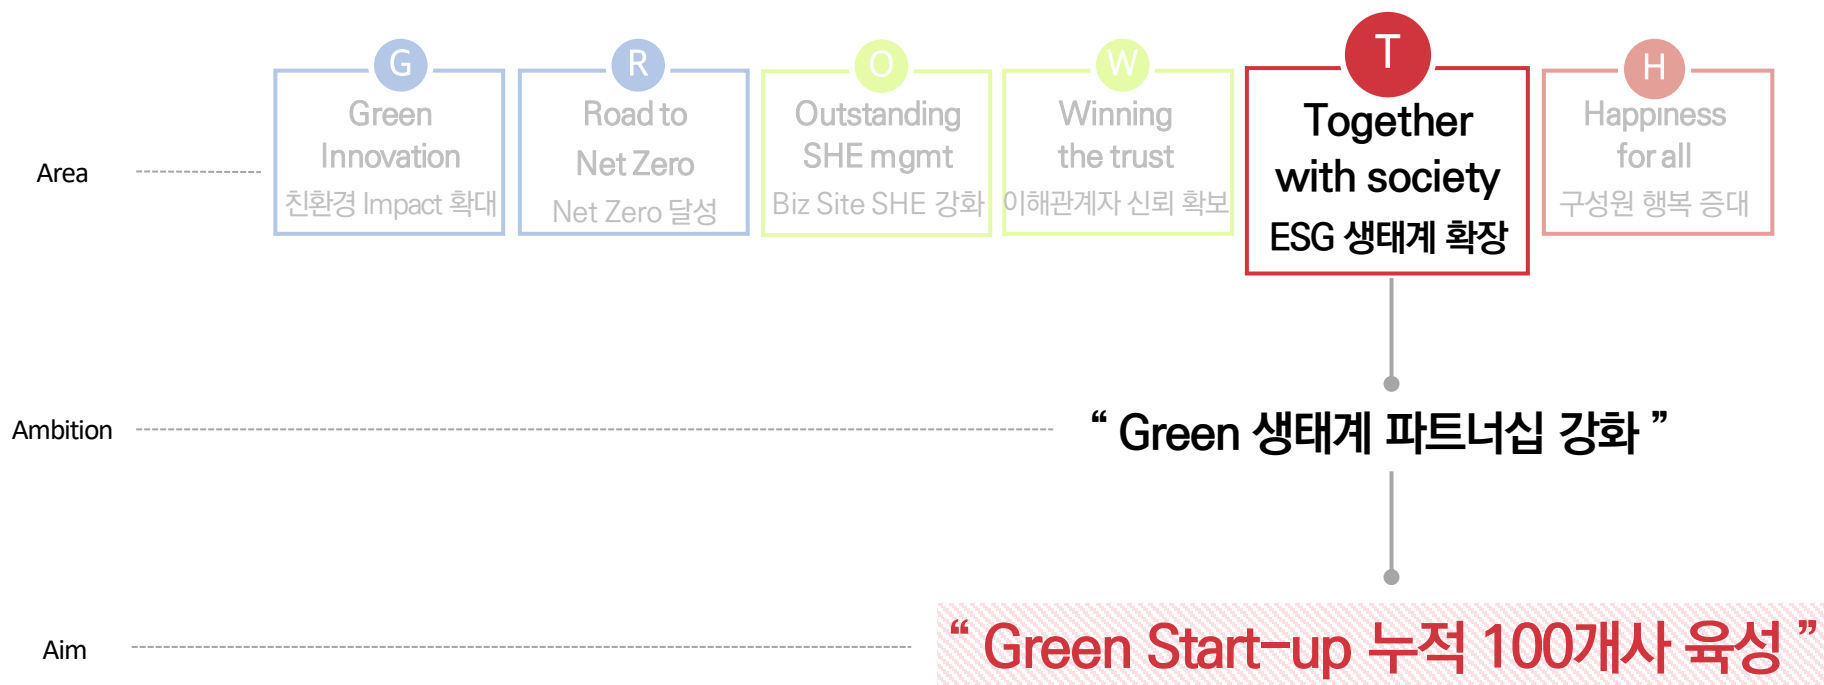 G
Green
Innovation
친환경 Impact 확대
R
Road to
Net Zero
Net Zero 달성
O
Outstanding
SHE mgmt
Biz Site SHE 강화
W
Winning
the trust
이해관계자 신뢰 확보
T
Together
with society
ESG 생태계 확장
H
Happiness
for all
구성원 행복 증대
Area
Ambition
“ Green 생태계 파트너십 강화 ”
Aim
“ Green Start-up 누적 100개사 육성 ”